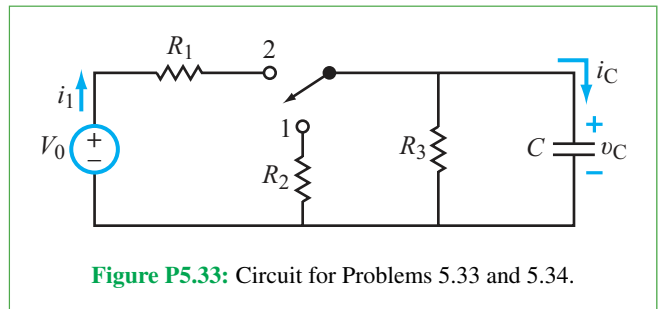 R1
2
iC
i1
1
+
V0
+
−
R3
C
υC
R2
−
Figure P5.33: Circuit for Problems 5.33 and 5.34.